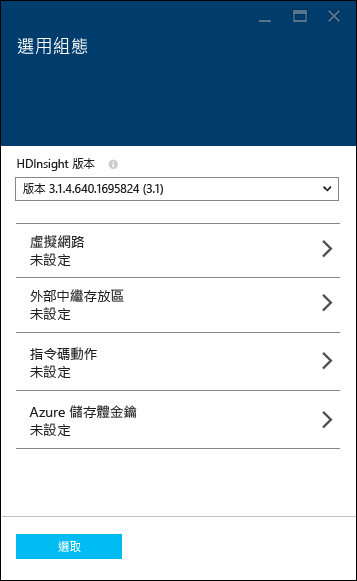 選用組態
HDInsight 版本
版本 3.1.4.640.1695824 (3.1)
虛擬網路
未設定
外部中繼存放區
未設定
指令碼動作
未設定
Azure 儲存體金鑰
未設定
選取